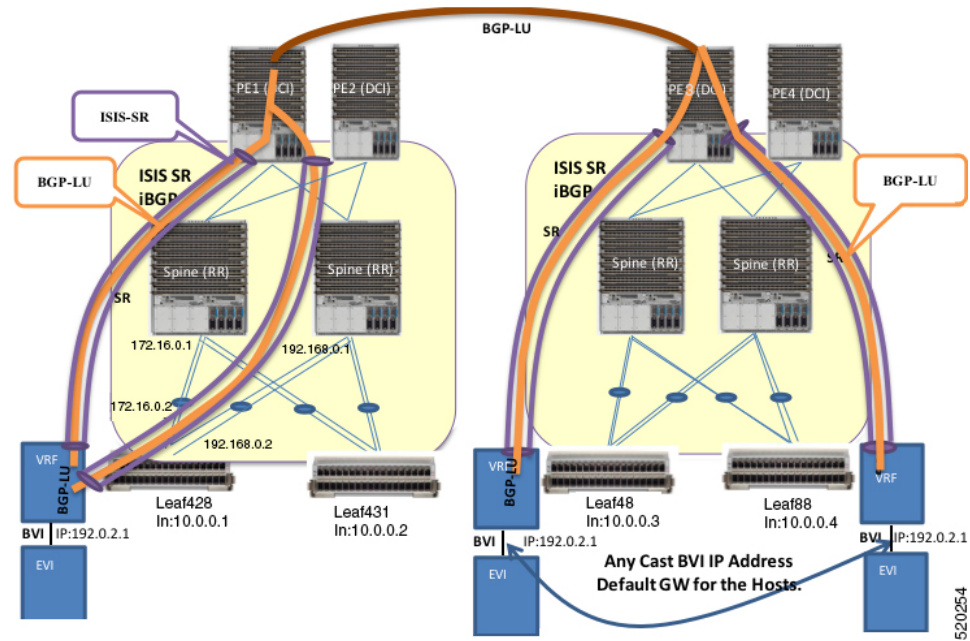 BGP-LU
PE1 (DCI)
PE2 (DCI)
PE3 (DCI)
PE4 (DCI)
ISIS-SR
BGP-LU
ISIS SR
iBGP
ISIS SR
iBGP
BGP-LU
SR
SR
SR
Spine (RR)
Spine (RR)
Spine (RR)
Spine (RR)
172.16.0.1
192.168.0.1
172.16.0.2
192.168.0.2
VRF
BGP-LU
VRF
BGP-LU
VRF
Leaf428
In:10.0.0.1
Leaf431
In:10.0.0.2
Leaf48
In:10.0.0.3
Leaf88
In:10.0.0.4
BVI
IP:192.0.2.1
BVI
IP:192.0.2.1
BVI
IP:192.0.2.1
EVI
EVI
EVI
Any Cast BVI IP Address
Default GW for the Hosts.
520254